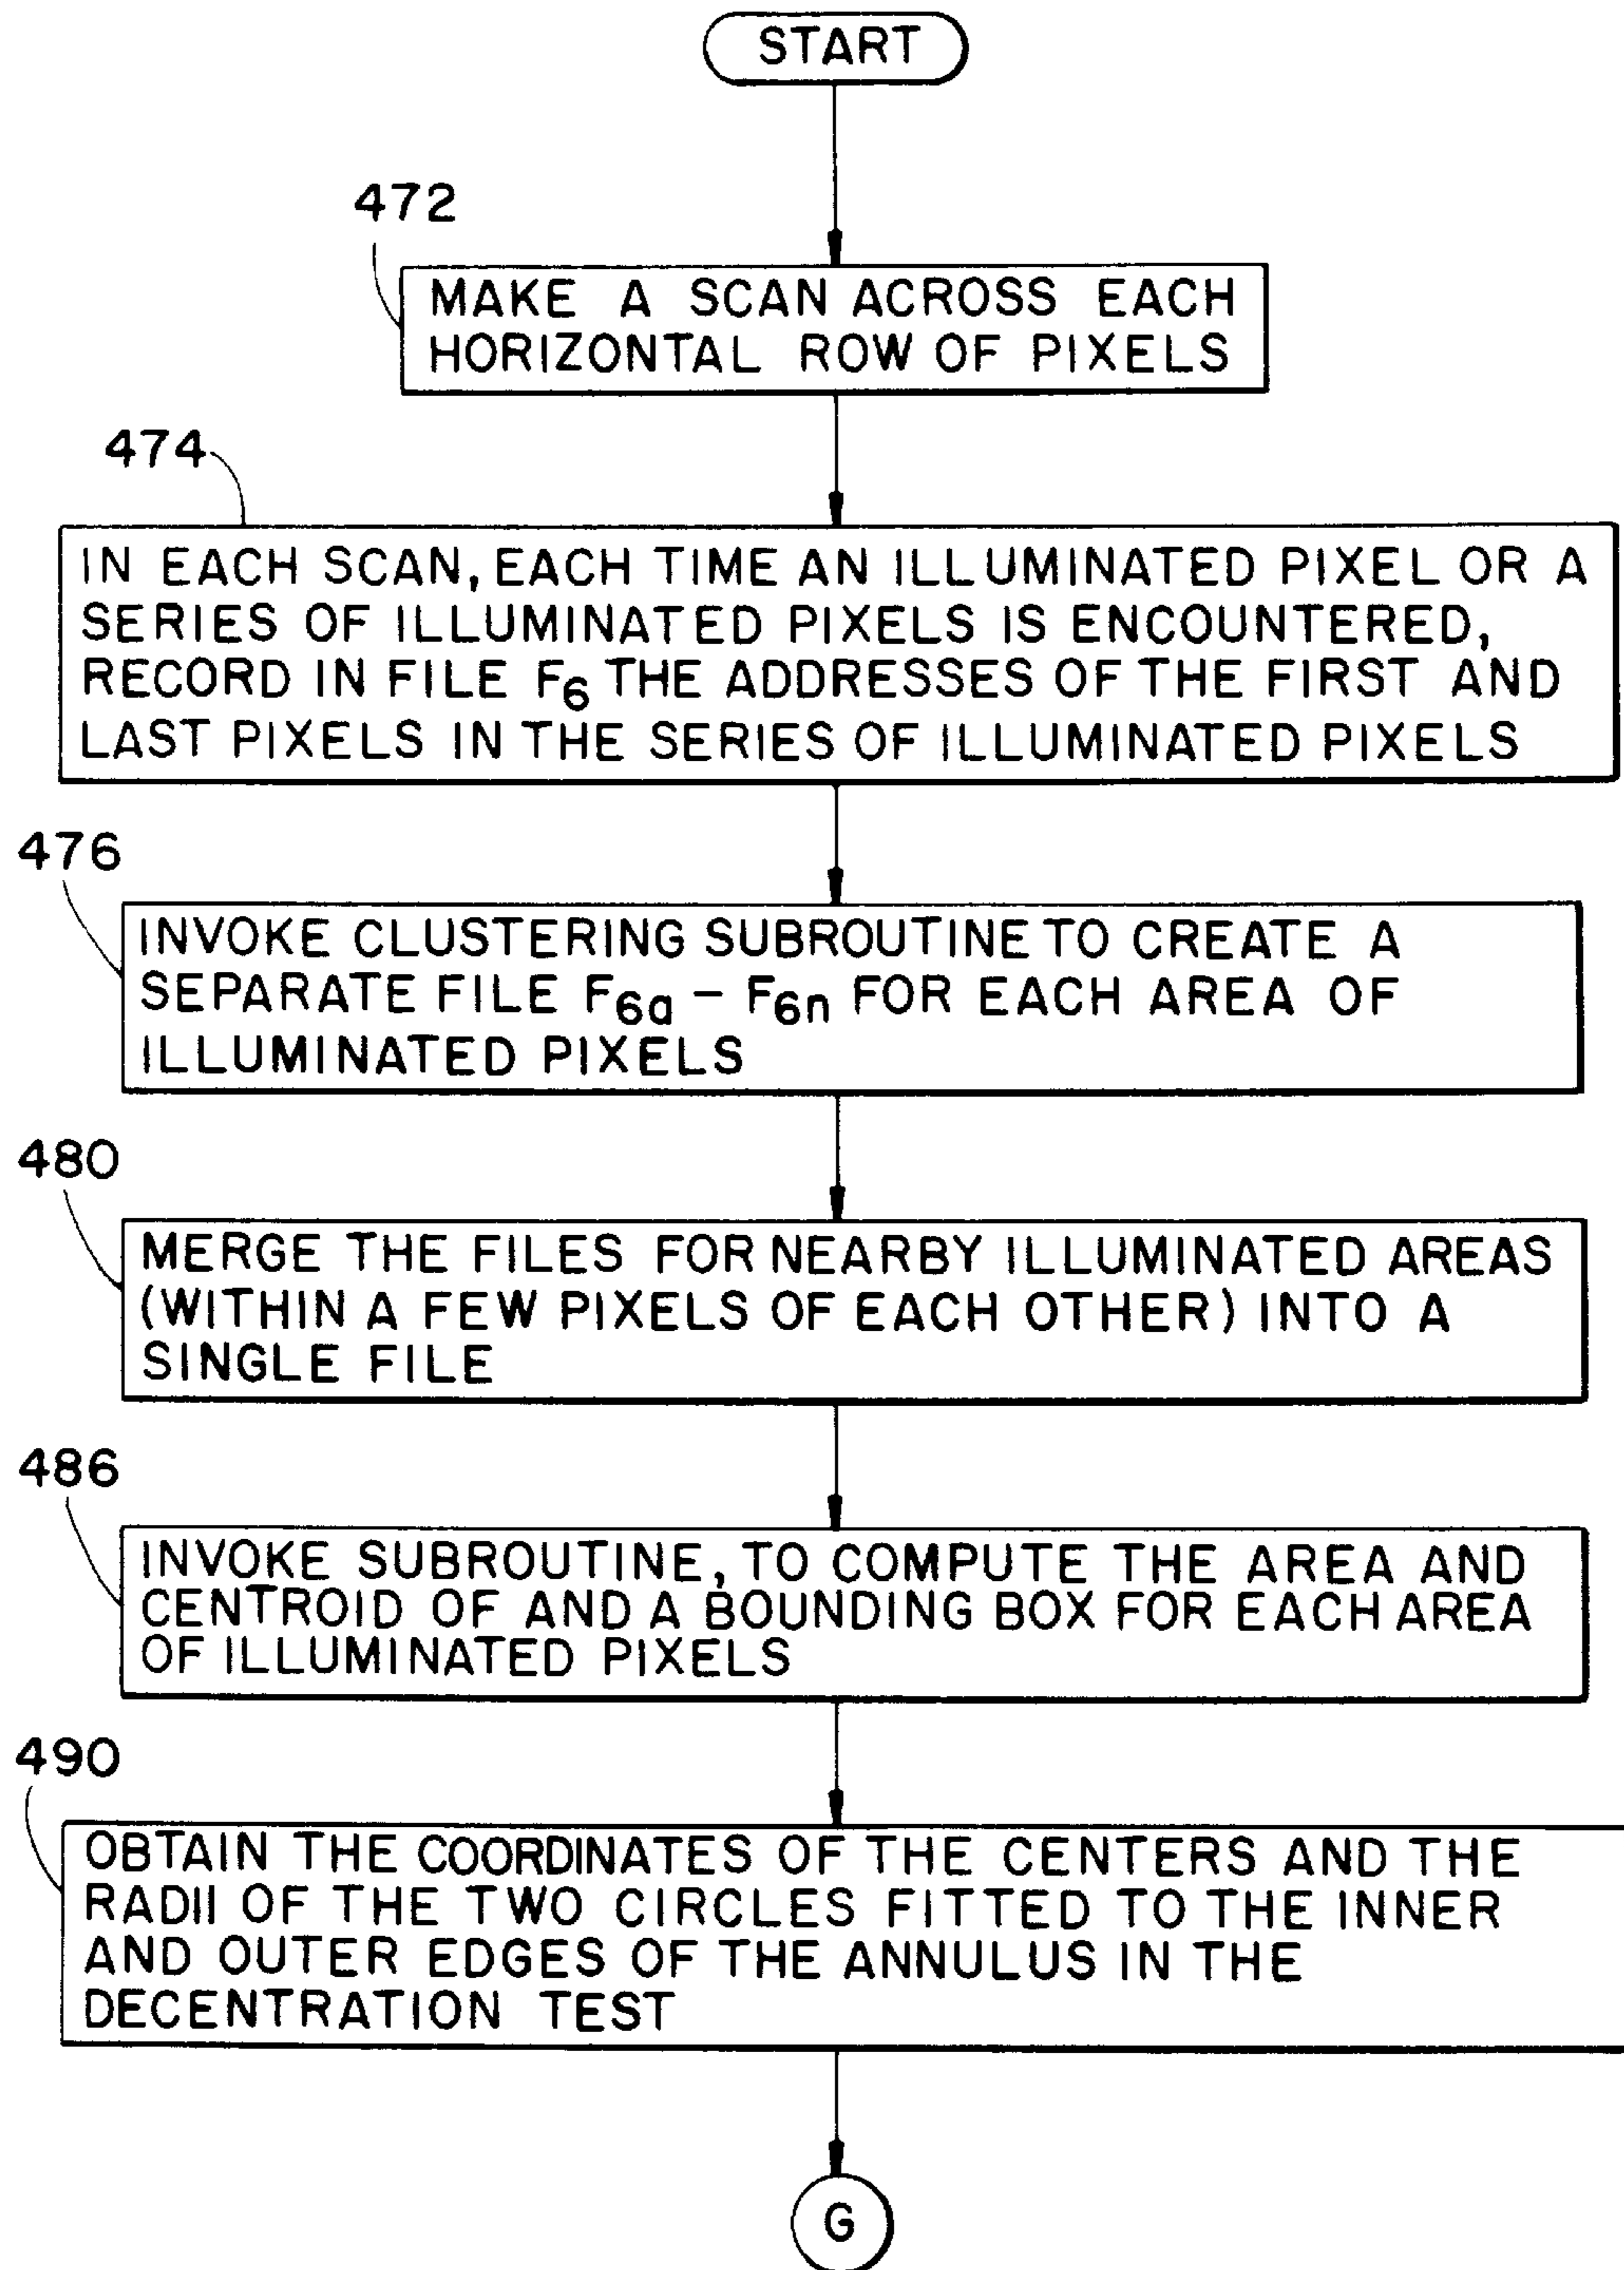 START
472
MAKE A SCAN ACROSS EACH
HORIZONTAL ROW OF PIXELS
474
IN EACH SCAN, EACH TIME AN ILLUMINATED PIXEL OR A
SERIES OF ILLUMINATED PIXELS IS ENCOUNTERED,
RECORD IN FILE F6 THE ADDRESSES OF THE FIRST AND
LAST PIXELS IN THE SERIES OF ILLUMINATED PIXELS
476
INVOKE CLUSTERING SUBROUTINE TO CREATE A
SEPARATE FILE F6a - F6n FOR EACH AREA OF
ILLUMINATED PIXELS
480
MERGE THE FILES FOR NEARBY ILLUMINATED AREAS
(WITHIN A FEW PIXELS OF EACH OTHER) INTO A
SINGLE FILE
486
INVOKE SUBROUTINE, TO COMPUTE THE AREA AND
CENTROID OF AND A BOUNDING BOX FOR EACH AREA
OF ILLUMINATED PIXELS
490
OBTAIN THE COORDINATES OF THE CENTERS AND THE
RADII OF THE TWO CIRCLES FITTED TO THE INNER
AND OUTER EDGES OF THE ANNULUS IN THE
DECENTRATION TEST
G